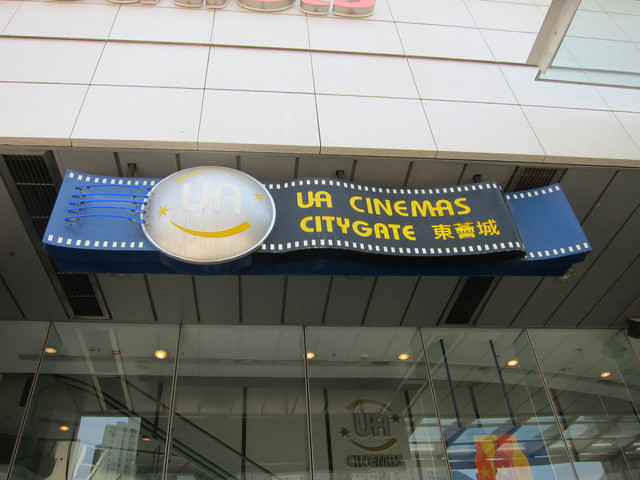 UA
UA CINEMAS
CITYGATE 東薈城
UA
CINEMAS